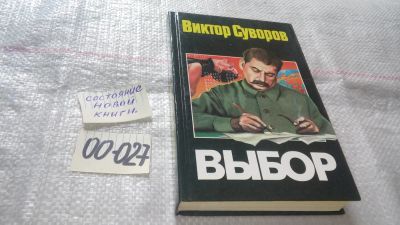 Виктор Суворов
ВЫБОР
состояние
новой
книги.
00-027